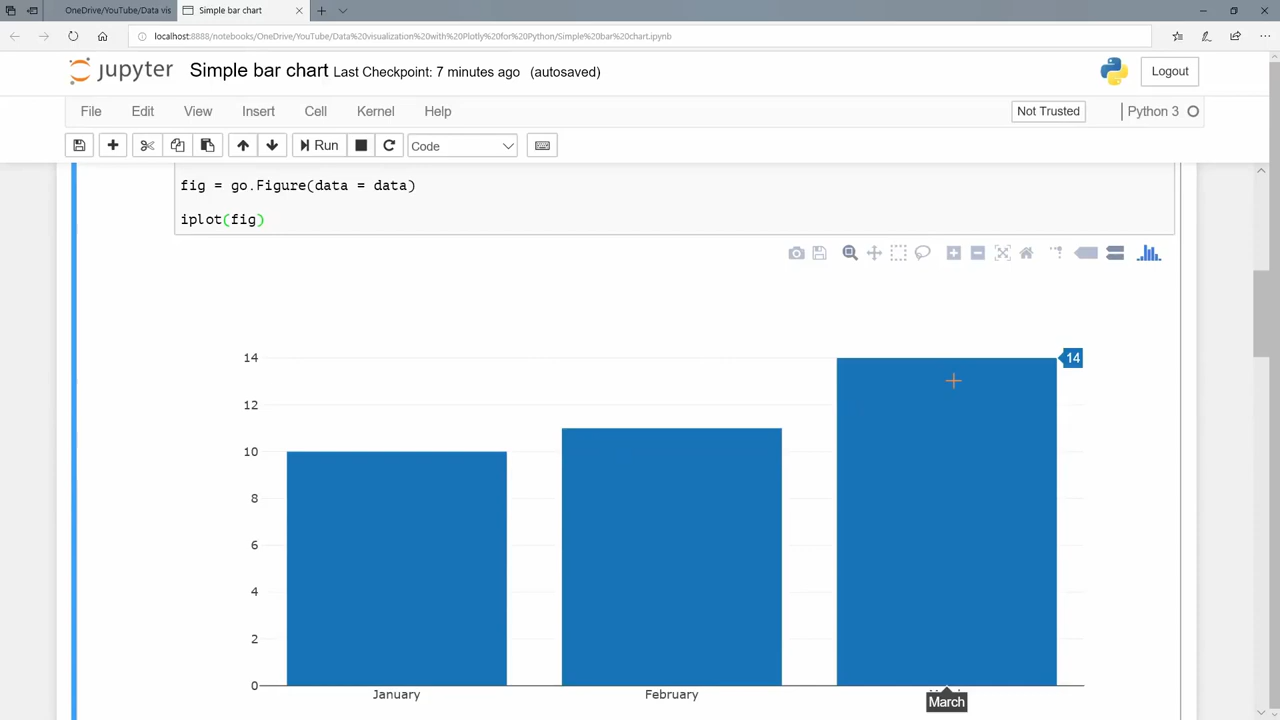 OneDrive/YouTube/Data vis
Simple bar chart
localhost:8888/notebooks/OneDrive/YouTube/Data%20visualization%20with%20Plotly%20for%20Python/Simple%20bar%20chart.ipynb
jupyter Simple bar chart Last Checkpoint: 7 minutes ago (autosaved)
Logout
File Edit View Insert Cell Kernel Help
Not Trusted
Python 3
Run
Code
fig = go.Figure(data = data)
iplot(fig)
14
14
12
10
8
6
4
2
0
January
February
March